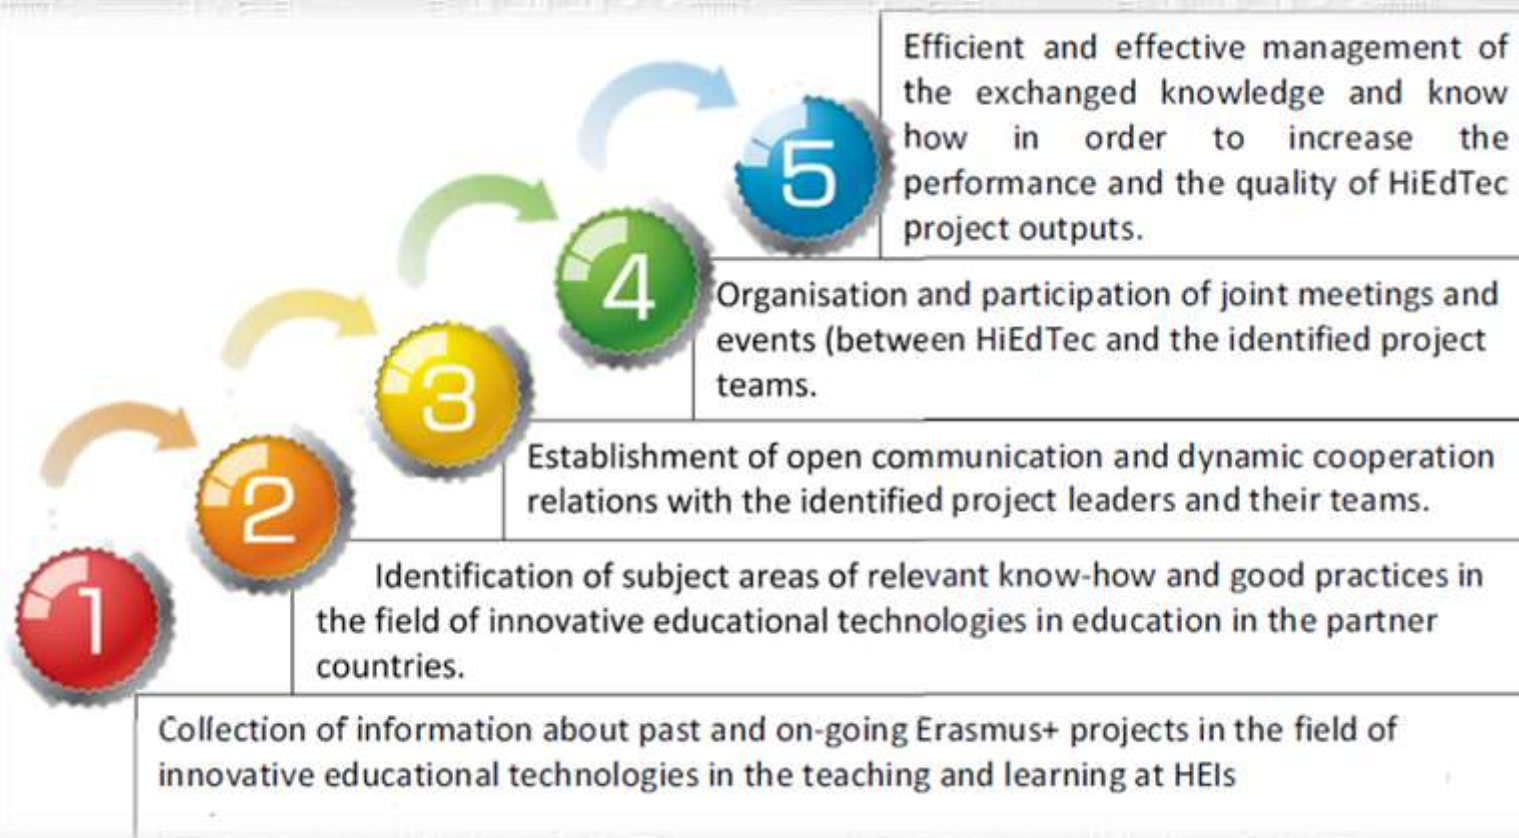 5
Efficient and effective management of
the exchanged knowledge and know
how in order to increase the
performance and the quality of HiEdTec
project outputs.
4
Organisation and participation of joint meetings and
events (between HiEdTec and the identified project
teams.
3
Establishment of open communication and dynamic cooperation
relations with the identified project leaders and their teams.
2
Identification of subject areas of relevant know-how and good practices in
the field of innovative educational technologies in education in the partner
countries.
1
Collection of information about past and on-going Erasmus+ projects in the field of
innovative educational technologies in the teaching and learning at HEIs